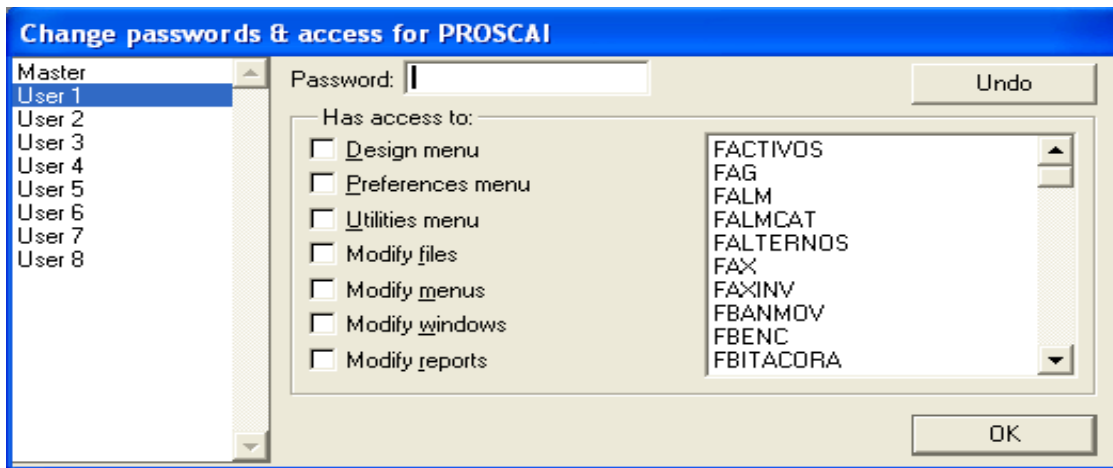 Change passwords & access for PROSCAI
Master
User 1
User 2
User 3
User 4
User 5
User 6
User 7
User 8
Password:
Undo
Has access to:
Design menu
Preferences menu
Utilities menu
Modify files
Modify menus
Modify windows
Modify reports
FACTIVOS
FAG
FALM
FALMCAT
FALTERNOS
FAX
FAXINV
FBANMOV
FBENC
FBITACORA
OK